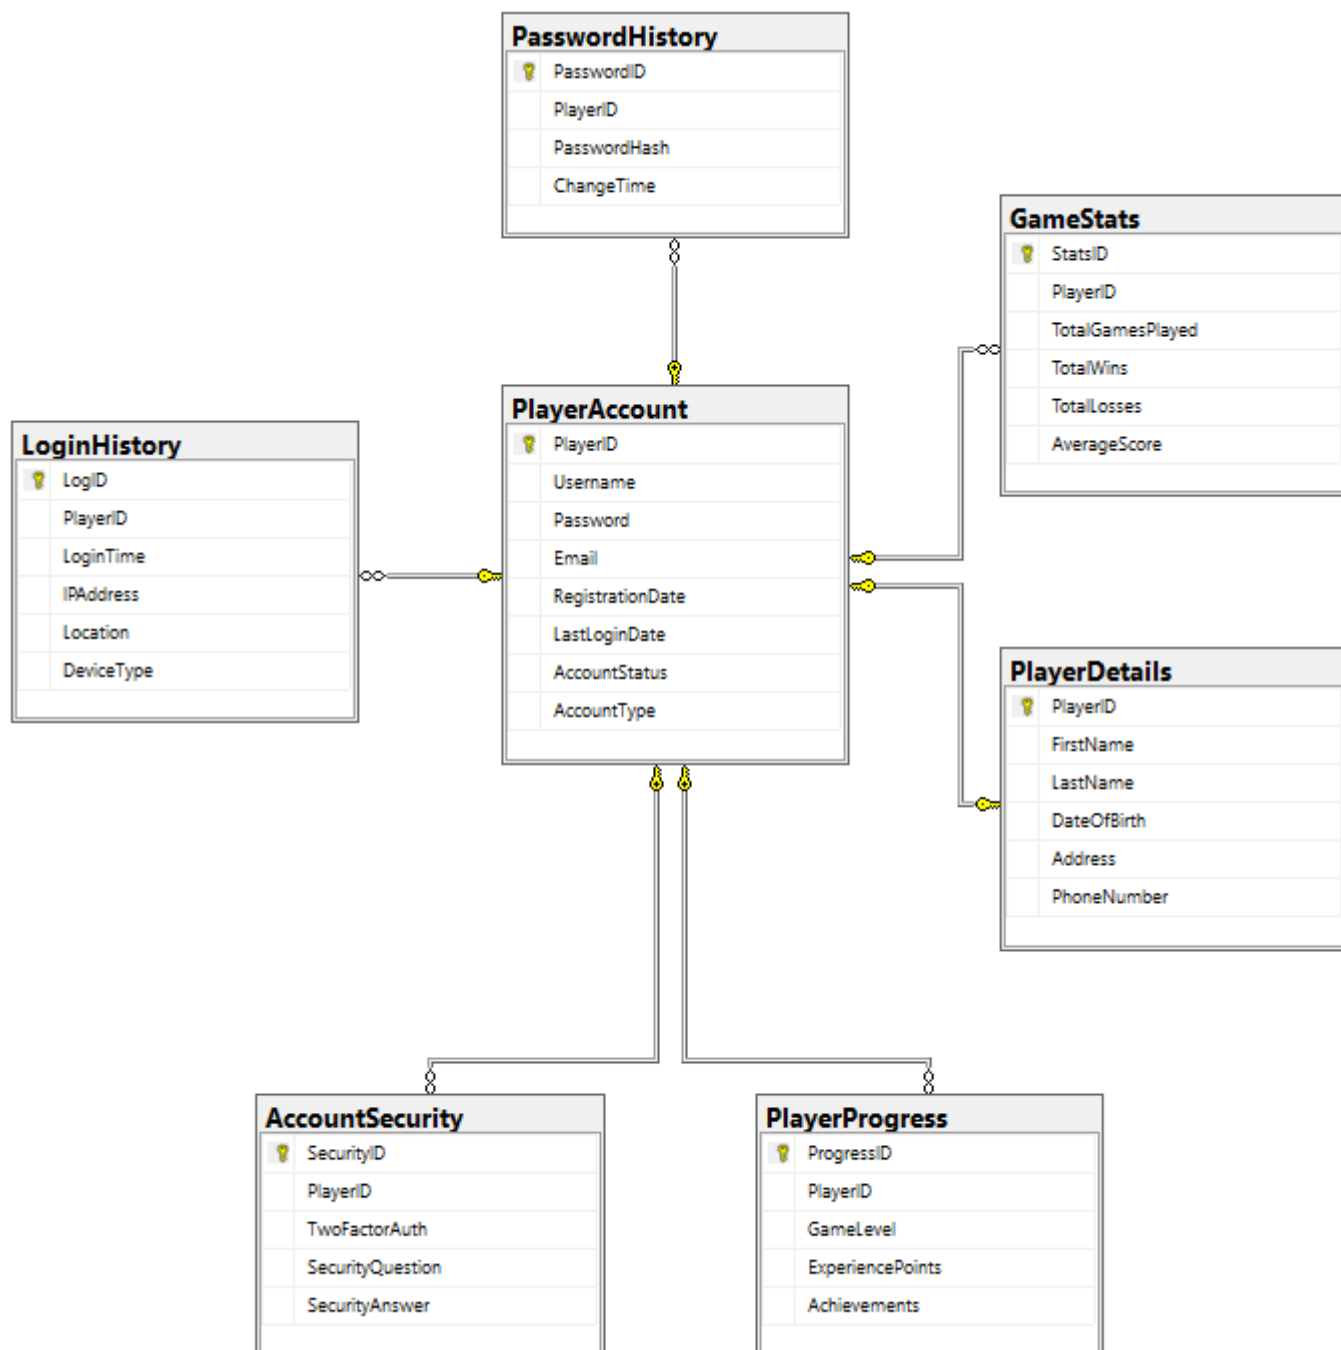 PasswordHistory
PasswordID
PlayerID
PasswordHash
ChangeTime
GameStats
StatsID
PlayerID
TotalGamesPlayed
TotalWins
TotalLosses
AverageScore
PlayerAccount
PlayerID
Username
Password
Email
RegistrationDate
LastLoginDate
AccountStatus
AccountType
LoginHistory
LogID
PlayerID
LoginTime
IPAddress
Location
DeviceType
PlayerDetails
PlayerID
FirstName
LastName
DateOfBirth
Address
PhoneNumber
AccountSecurity
SecurityID
PlayerID
TwoFactorAuth
SecurityQuestion
SecurityAnswer
PlayerProgress
ProgressID
PlayerID
GameLevel
ExperiencePoints
Achievements